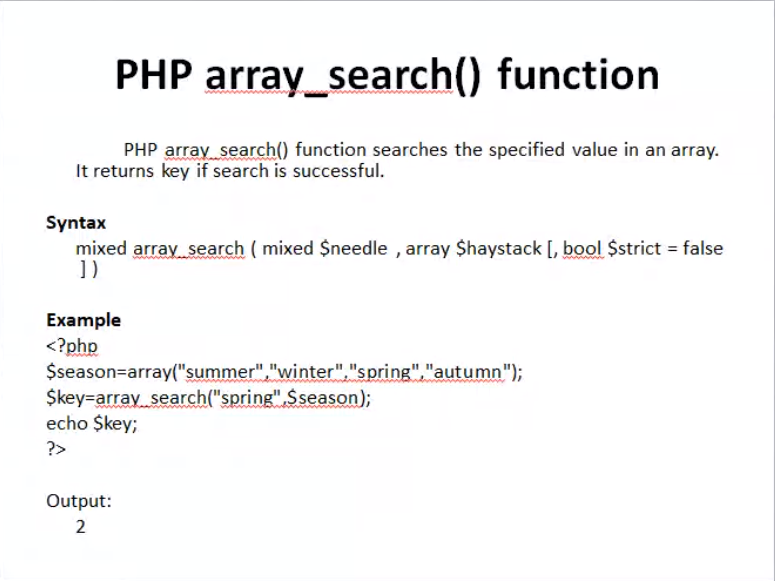 PHP array_search() function
PHP array_search() function searches the specified value in an array.
It returns key if search is successful.
Syntax
mixed array_search ( mixed $needle , array $haystack [, bool $strict = false
] )
Example
<?php
$season=array("summer","winter","spring","autumn");
$key=array_search("spring",$season);
echo $key;
?>
Output:
2